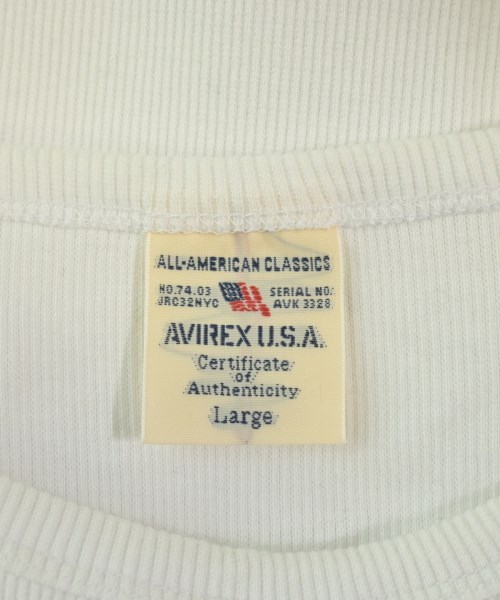 ALL-AMERICAN CLASSICS
NO.74.03 SERIAL NO.
JRC32NYC AVK 3328
AVIREX U.S.A.
Certificate
of
Authenticity
Large